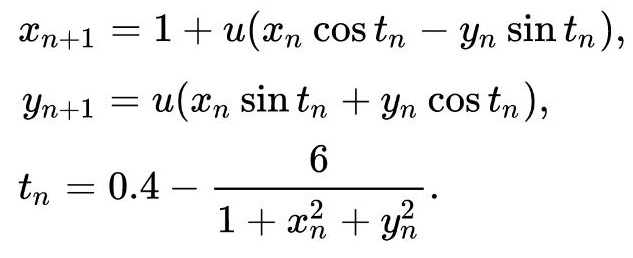 x_{n+1} = 1 + u(x_n cos t_n − y_n sin t_n),
y_{n+1} = u(x_n sin t_n + y_n cos t_n),
t_n = 0.4 − \frac{6}{1 + x_n^2 + y_n^2}.